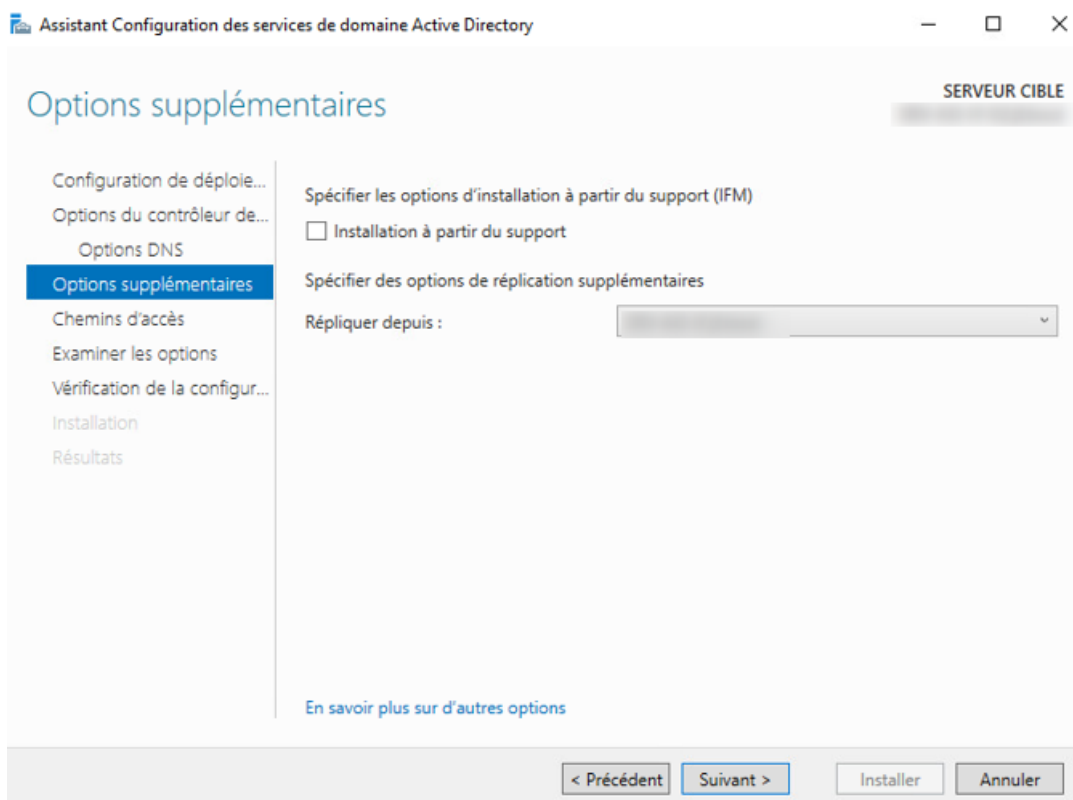 Assistant Configuration des services de domaine Active Directory
Options supplémentaires
SERVEUR CIBLE
Configuration de déploie...
Options du contrôleur de...
Options DNS
Options supplémentaires
Chemins d'accès
Examiner les options
Vérification de la configur...
Installation
Résultats
Spécifier les options d'installation à partir du support (IFM)
Installation à partir du support
Spécifier des options de réplication supplémentaires
Répliquer depuis :
En savoir plus sur d'autres options
< Précédent
Suivant >
Installer
Annuler